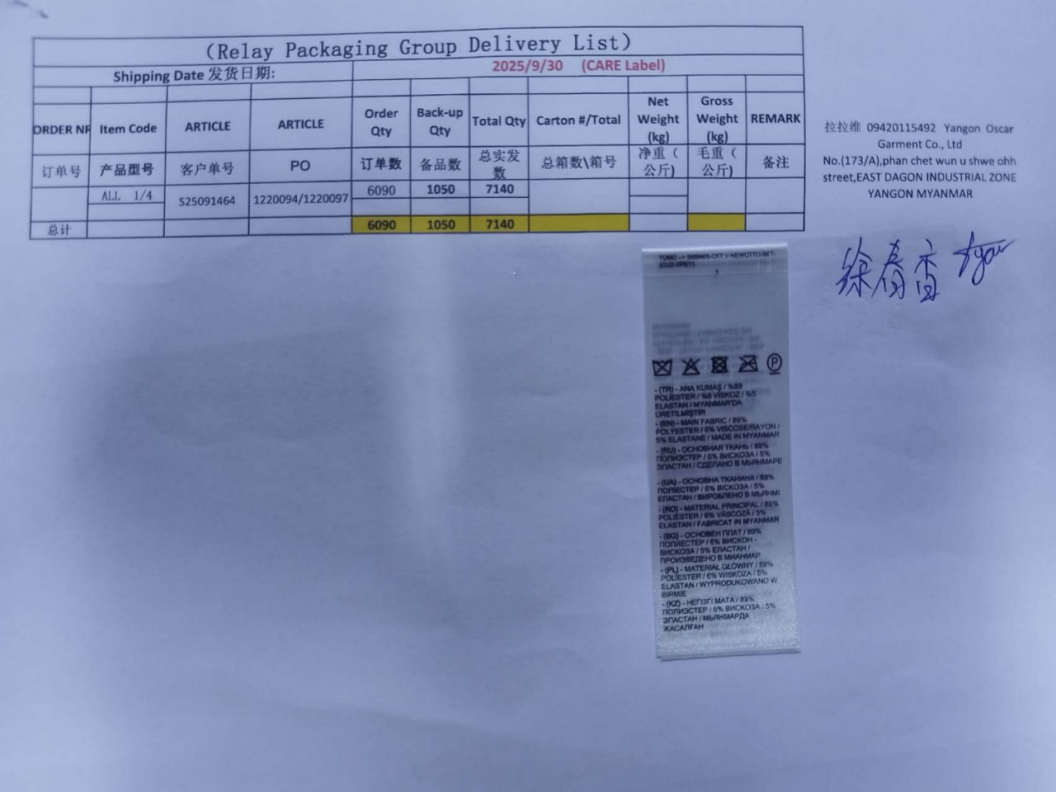 (Relay Packaging Group Delivery List)
Shipping Date 发货日期: 2025/9/30 (CARE Label)
ORDER NR Item Code ARTICLE ARTICLE Order Qty Back-up Qty Total Qty Carton #/Total Net Weight (kg) Gross Weight (kg) REMARK
订单号 产品型号 客户单号 PO 订单数 备品数 总实发数 总箱数\箱号 净重（公斤) 毛重（公斤) 备注
ALL 1/4 S25091464 1220094/1220097 6090 1050 7140
总计 6090 1050 7140
拉拉维 09420115492 Yangon Oscar
Garment Co., Ltd
No.(173/A),phan chet wun u shwe ohh
street,EAST DAGON INDUSTRIAL ZONE
YANGON MYANMAR
徐春香
P
- (TR) - ANA KUMAŞ / %89
POLIESTER / %6 VİSKOZ / %5
ELASTAN / MYANMAR'DA
ÜRETİLMİŞTİR
- (EN) - MAIN FABRIC / 89%
POLYESTER / 6% VISCOSE/RAYON /
5% ELASTANE / MADE IN MYANMAR
- (RU) - ОСНОВНАЯ ТКАНЬ / 89%
ПОЛИЭСТЕР / 6% ВИСКОЗА / 5%
ЭЛАСТАН / СДЕЛАНО В МЬЯНМАРЕ
- (UA) - ОСНОВНА ТКАНИНА / 89%
ПОЛІЕСТЕР / 6% ВІСКОЗА / 5%
ЕЛАСТАН / ВИРОБЛЕНО В М'ЯНМІ
- (RO) - MATERIAL PRINCIPAL / 89%
POLIESTER / 6% VÂSCOZĂ / 5%
ELASTAN / FABRICAT IN MYANMAR
- (BG) - ОСНОВЕН ПЛАТ / 89%
ПОЛИЕСТЕР / 6% ВИСКОН -
ВИСКОЗА / 5% ЕЛАСТАН /
ПРОИЗВЕДЕНО В МИАНМАР
- (PL) - MATERIAŁ GŁÓWNY / 89%
POLIESTER / 6% WISKOZA / 5%
ELASTAN / WYPRODUKOWANO W
BIRMIE
- (KZ) - НЕГІЗГІ МАТА / 89%
ПОЛИЭСТЕР / 6% ВИСКОЗА / 5%
ЭЛАСТАН / МЬЯНМАРДА
ЖАСАЛҒАН